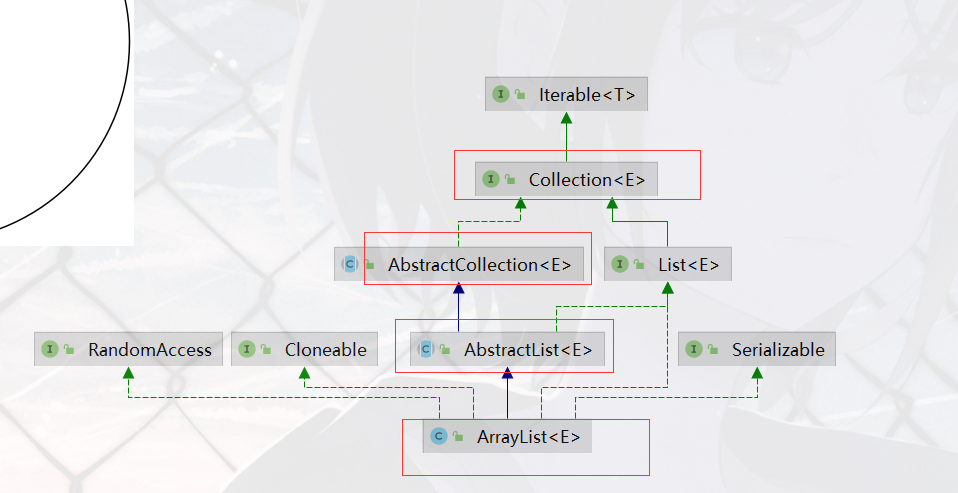 I Iterable<T>
I Collection<E>
C AbstractCollection<E>
I List<E>
I RandomAccess
I Cloneable
C AbstractList<E>
I Serializable
C ArrayList<E>